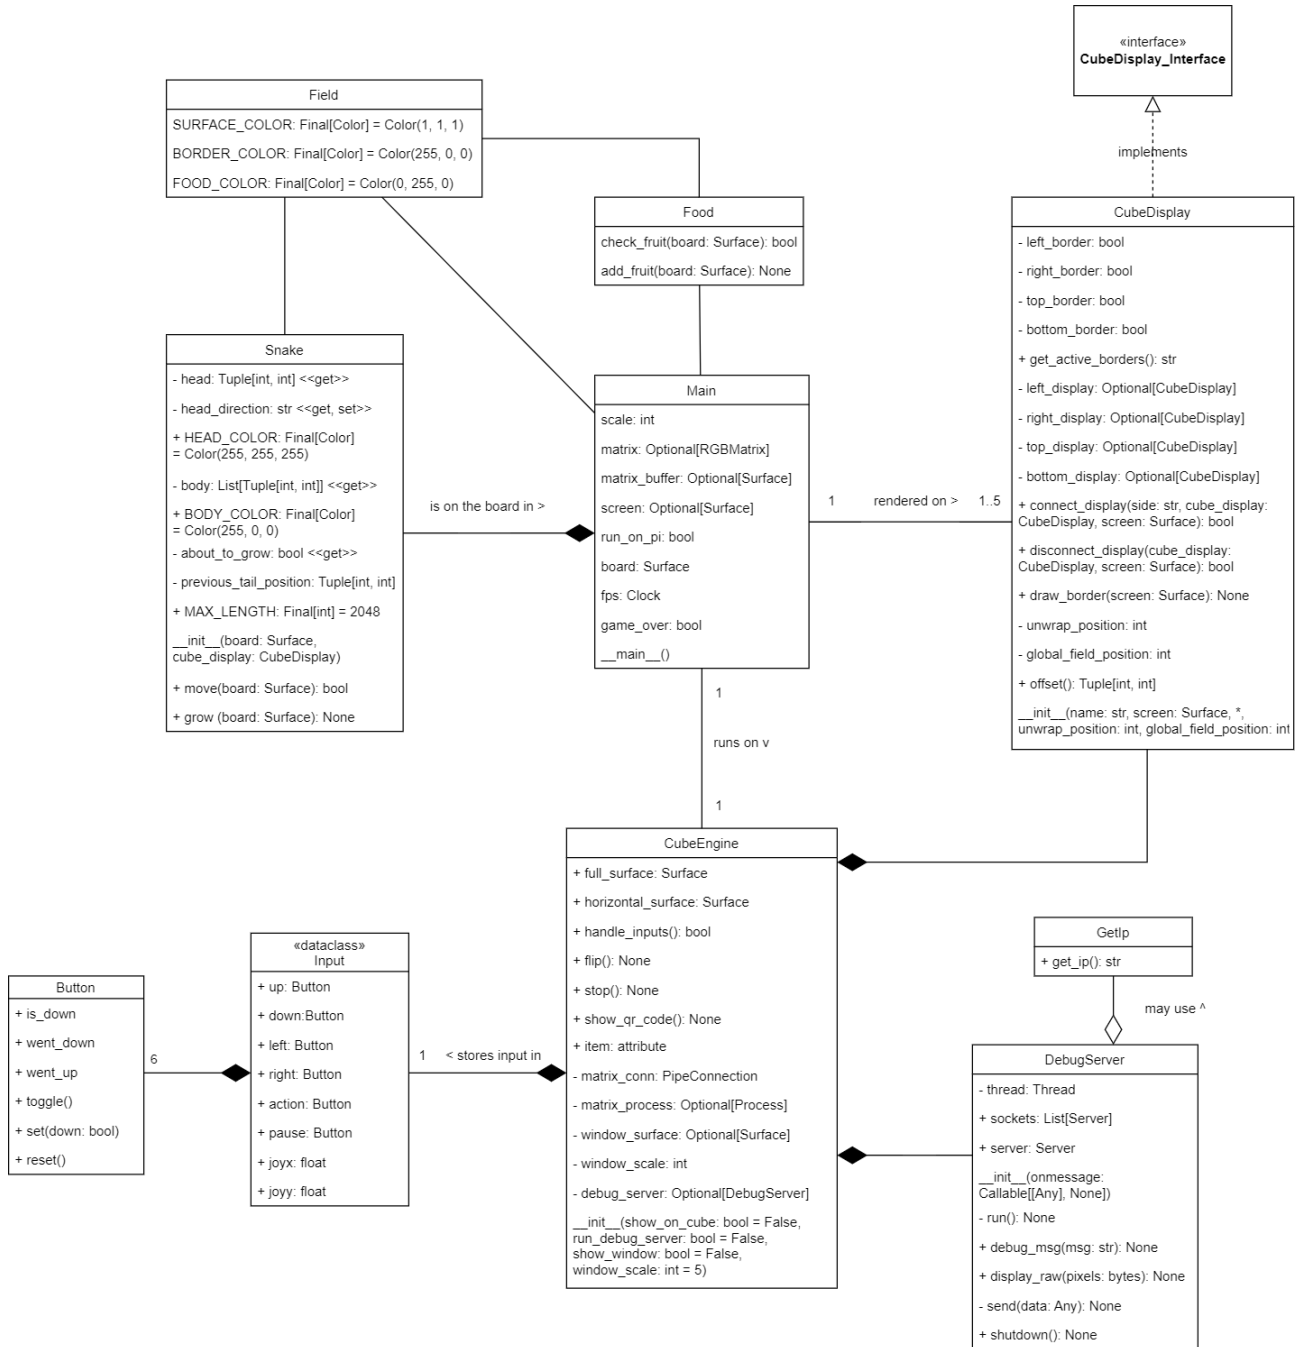 «interface»
CubeDisplay_Interface
implements
Field
SURFACE_COLOR: Final[Color] = Color(1, 1, 1)
BORDER_COLOR: Final[Color] = Color(255, 0, 0)
FOOD_COLOR: Final[Color] = Color(0, 255, 0)
Food
check_fruit(board: Surface): bool
add_fruit(board: Surface): None
CubeDisplay
- left_border: bool
- right_border: bool
- top_border: bool
- bottom_border: bool
+ get_active_borders(): str
- left_display: Optional[CubeDisplay]
- right_display: Optional[CubeDisplay]
- top_display: Optional[CubeDisplay]
- bottom_display: Optional[CubeDisplay]
+ connect_display(side: str, cube_display:
CubeDisplay, screen: Surface): bool
+ disconnect_display(cube_display:
CubeDisplay, screen: Surface): bool
+ draw_border(screen: Surface): None
- unwrap_position: int
- global_field_position: int
+ offset(): Tuple[int, int]
__init__(name: str, screen: Surface, *,
unwrap_position: int, global_field_position: int
Snake
- head: Tuple[int, int] <<get>>
- head_direction: str <<get, set>>
+ HEAD_COLOR: Final[Color]
= Color(255, 255, 255)
- body: List[Tuple[int, int]] <<get>>
+ BODY_COLOR: Final[Color]
= Color(255, 0, 0)
- about_to_grow: bool <<get>>
- previous_tail_position: Tuple[int, int]
+ MAX_LENGTH: Final[int] = 2048
__init__(board: Surface,
cube_display: CubeDisplay)
+ move(board: Surface): bool
+ grow (board: Surface): None
is on the board in >
Main
scale: int
matrix: Optional[RGBMatrix]
matrix_buffer: Optional[Surface]
screen: Optional[Surface]
run_on_pi: bool
board: Surface
fps: Clock
game_over: bool
__main__()
1 rendered on > 1..5
1
runs on v
1
CubeEngine
+ full_surface: Surface
+ horizontal_surface: Surface
+ handle_inputs(): bool
+ flip(): None
+ stop(): None
+ show_qr_code(): None
+ item: attribute
- matrix_conn: PipeConnection
- matrix_process: Optional[Process]
- window_surface: Optional[Surface]
- window_scale: int
- debug_server: Optional[DebugServer]
__init__(show_on_cube: bool = False,
run_debug_server: bool = False,
show_window: bool = False,
window_scale: int = 5)
Button
+ is_down
+ went_down
+ went_up
+ toggle()
+ set(down: bool)
+ reset()
6
«dataclass»
Input
+ up: Button
+ down:Button
+ left: Button
+ right: Button
+ action: Button
+ pause: Button
+ joyx: float
+ joyy: float
1 < stores input in
GetIp
+ get_ip(): str
may use ^
DebugServer
- thread: Thread
+ sockets: List[Server]
+ server: Server
__init__(onmessage:
Callable[[Any], None])
- run(): None
+ debug_msg(msg: str): None
+ display_raw(pixels: bytes): None
- send(data: Any): None
+ shutdown(): None